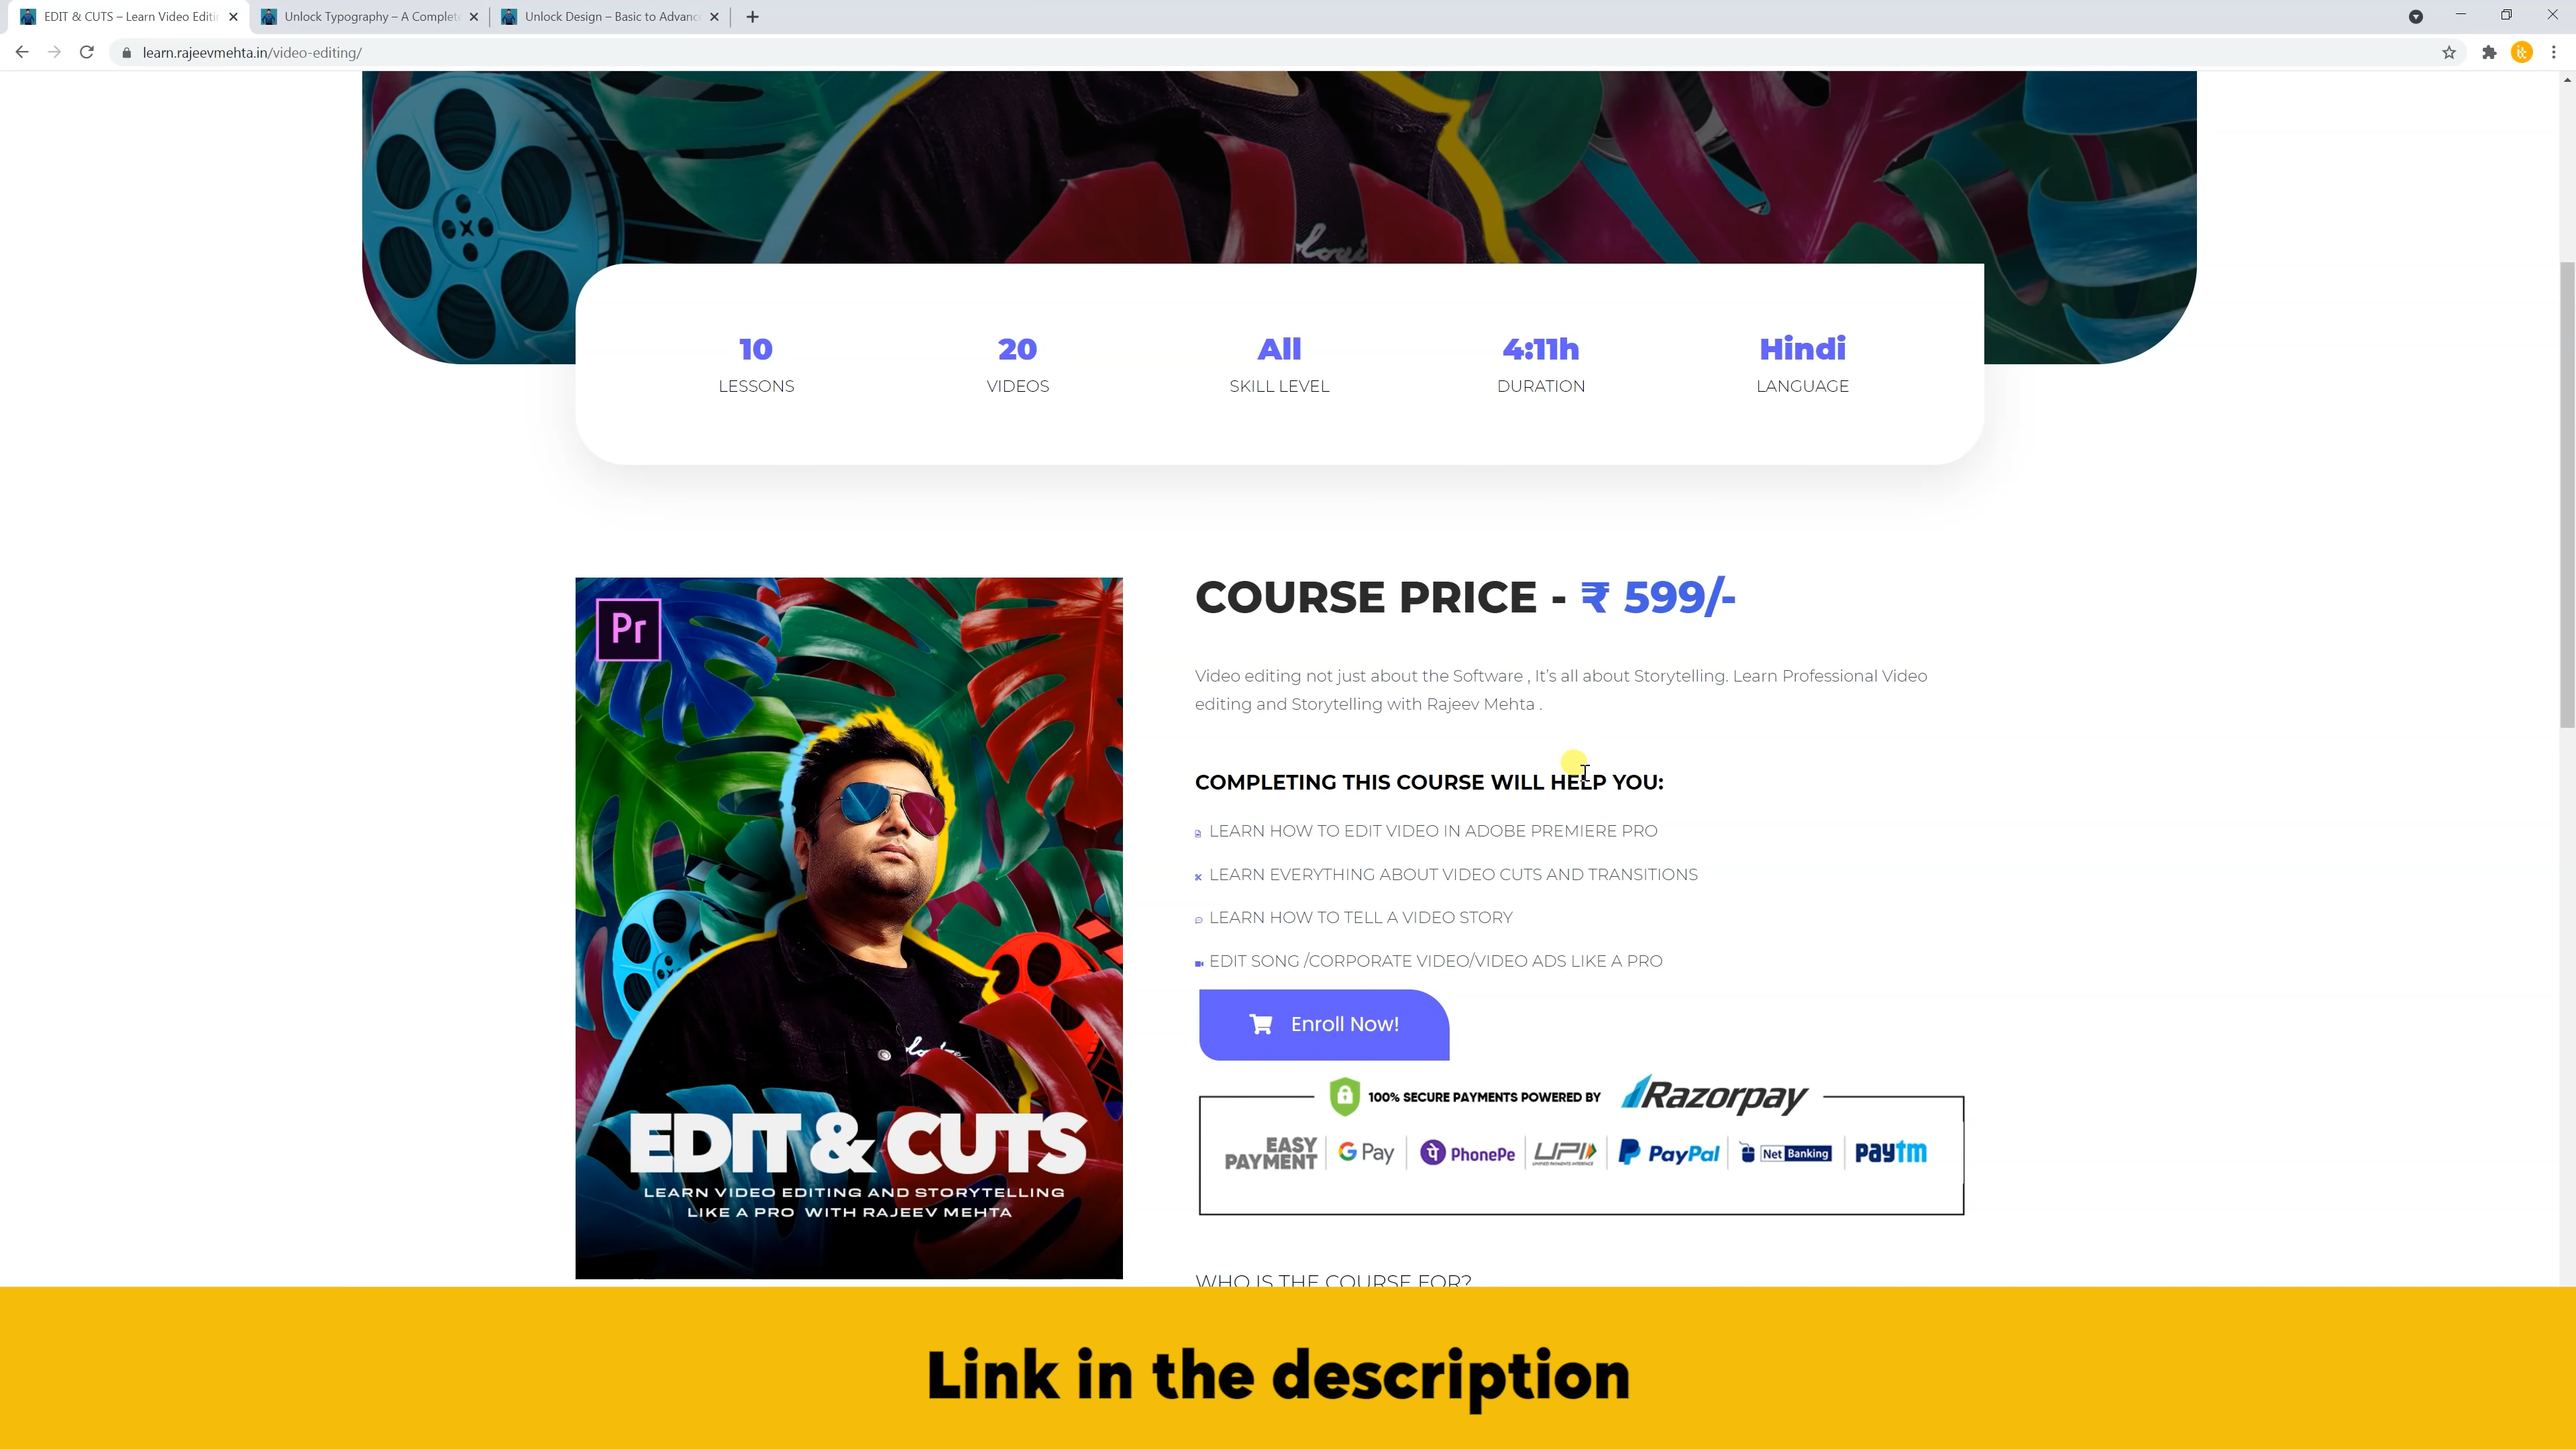 EDIT & CUTS – Learn Video Editi
Unlock Typography – A Complet
Unlock Design – Basic to Advanc
learn.rajeevmehta.in/video-editing/
10
LESSONS
20
VIDEOS
All
SKILL LEVEL
4:11h
DURATION
Hindi
LANGUAGE
Pr
EDIT & CUTS
LEARN VIDEO EDITING AND STORYTELLING
LIKE A PRO WITH RAJEEV MEHTA
COURSE PRICE - ₹ 599/-
Video editing not just about the Software , It’s all about Storytelling. Learn Professional Video
editing and Storytelling with Rajeev Mehta .
COMPLETING THIS COURSE WILL HELP YOU:
LEARN HOW TO EDIT VIDEO IN ADOBE PREMIERE PRO
LEARN EVERYTHING ABOUT VIDEO CUTS AND TRANSITIONS
LEARN HOW TO TELL A VIDEO STORY
EDIT SONG /CORPORATE VIDEO/VIDEO ADS LIKE A PRO
Enroll Now!
100% SECURE PAYMENTS POWERED BY Razorpay
EASY PAYMENT G Pay PhonePe UPI UNIFIED PAYMENTS INTERFACE PayPal Net Banking paytm
WHO IS THE COURSE FOR?
Link in the description